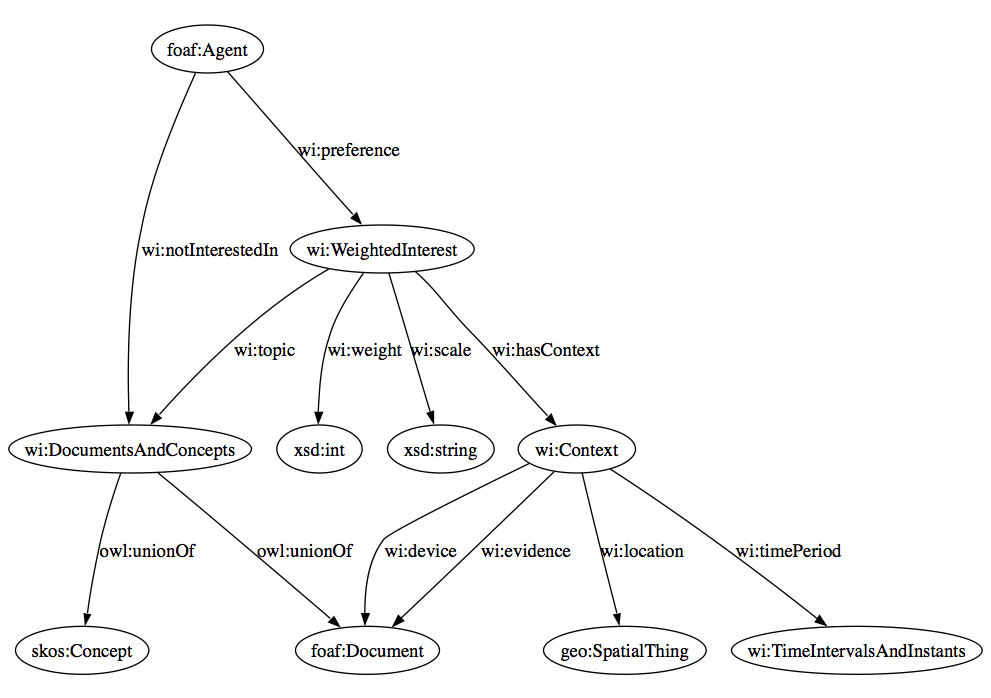 foaf:Agent
wi:preference
wi:notInterestedIn
wi:WeightedInterest
wi:topic
wi:weight
wi:scale
wi:hasContext
wi:DocumentsAndConcepts
xsd:int
xsd:string
wi:Context
owl:unionOf
owl:unionOf
wi:device
wi:evidence
wi:location
wi:timePeriod
skos:Concept
foaf:Document
geo:SpatialThing
wi:TimeIntervalsAndInstants